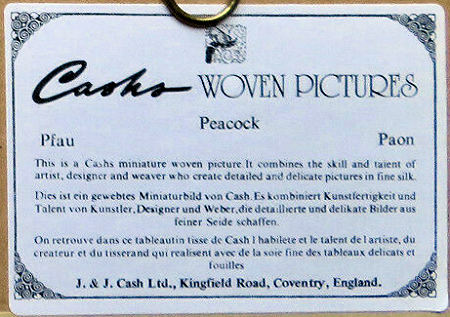 Cashs WOVEN PICTURES
Peacock
Pfau Paon
This is a Cashs miniature woven picture It combines the skill and talent of
artist, designer and weaver who create detailed and delicate pictures in fine silk.
Dies ist ein gewebtes Miniaturbild von Cash. Es kombiniert Kunstfertigkeit und
Talent von Kunstler, Designer und Weber, die detaillerte und delikate Bilder aus
feiner Seide schaffen.
On retrouve dans ce tableautin tisse de Cash l habilete et le talent de l artiste, du
createur et du tisserand qui realisent avec de la soie fine des tableaux delicats et
fouilles
J. & J. Cash Ltd., Kingfield Road, Coventry, England.